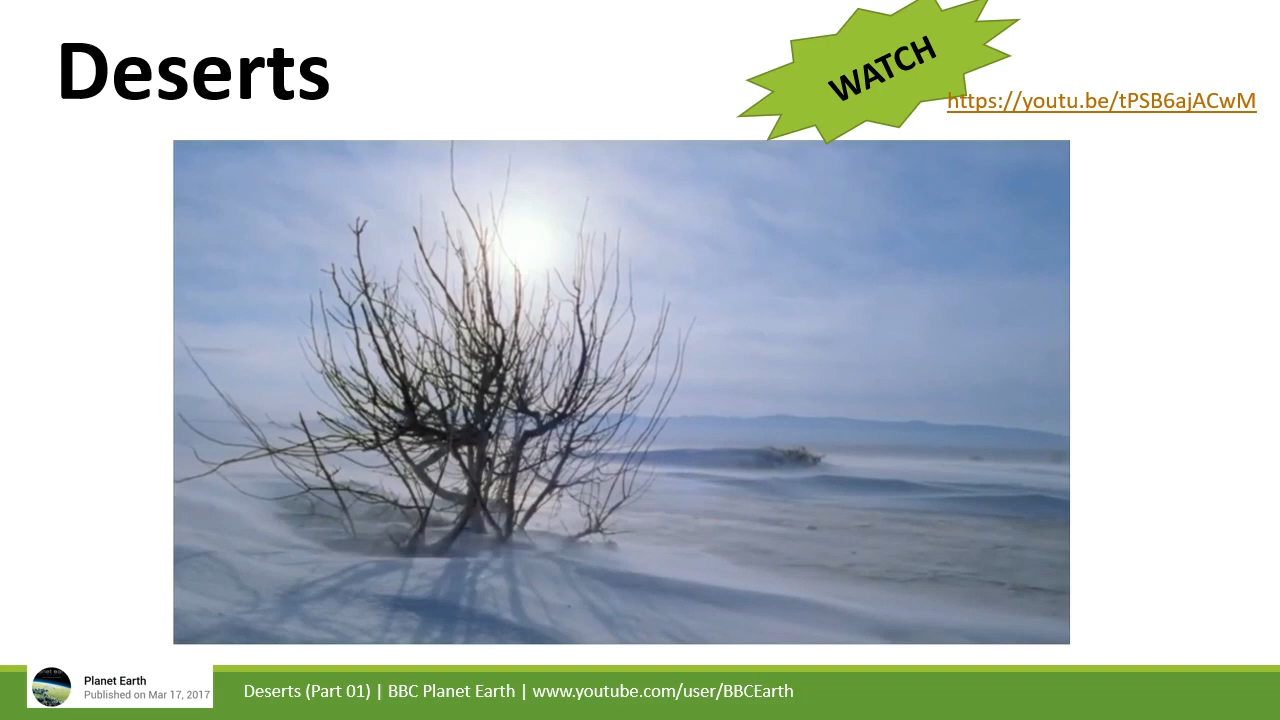 Deserts
WATCH
https://youtu.be/tPSB6ajACwM
Planet Earth
Published on Mar 17, 2017
Deserts (Part 01) | BBC Planet Earth | www.youtube.com/user/BBCEarth